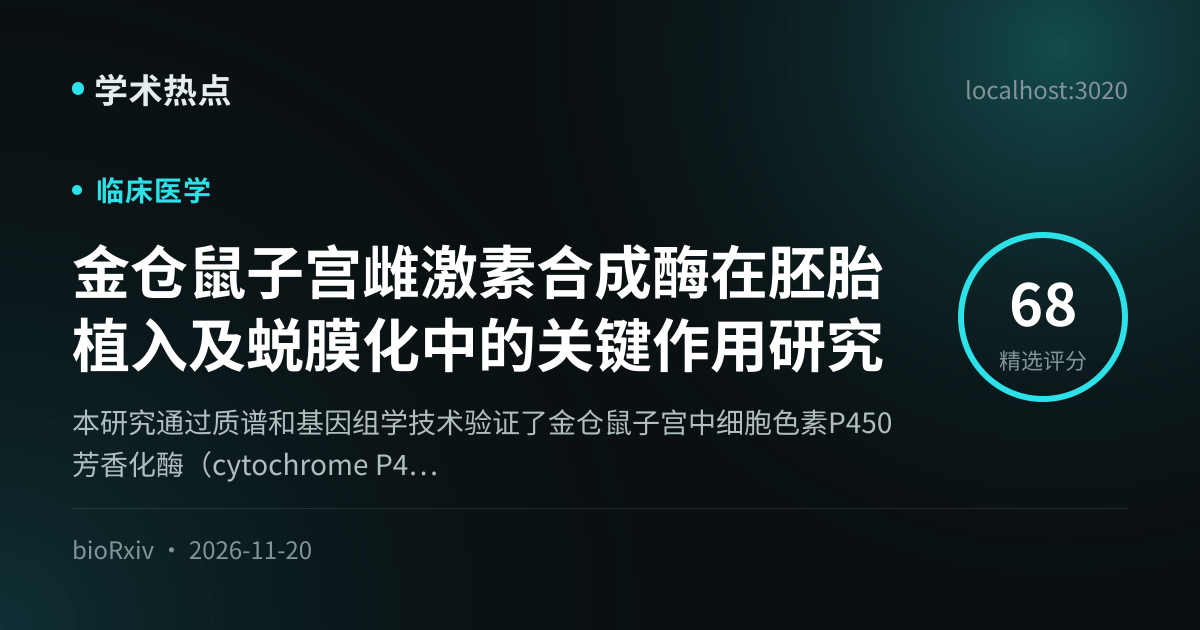 学术热点
localhost:3020
临床医学
金仓鼠子宫雌激素合成酶在胚胎
植入及蜕膜化中的关键作用研究
68
精选评分
本研究通过质谱和基因组学技术验证了金仓鼠子宫中细胞色素P450
芳香化酶（cytochrome P4…
bioRxiv · 2026-11-20